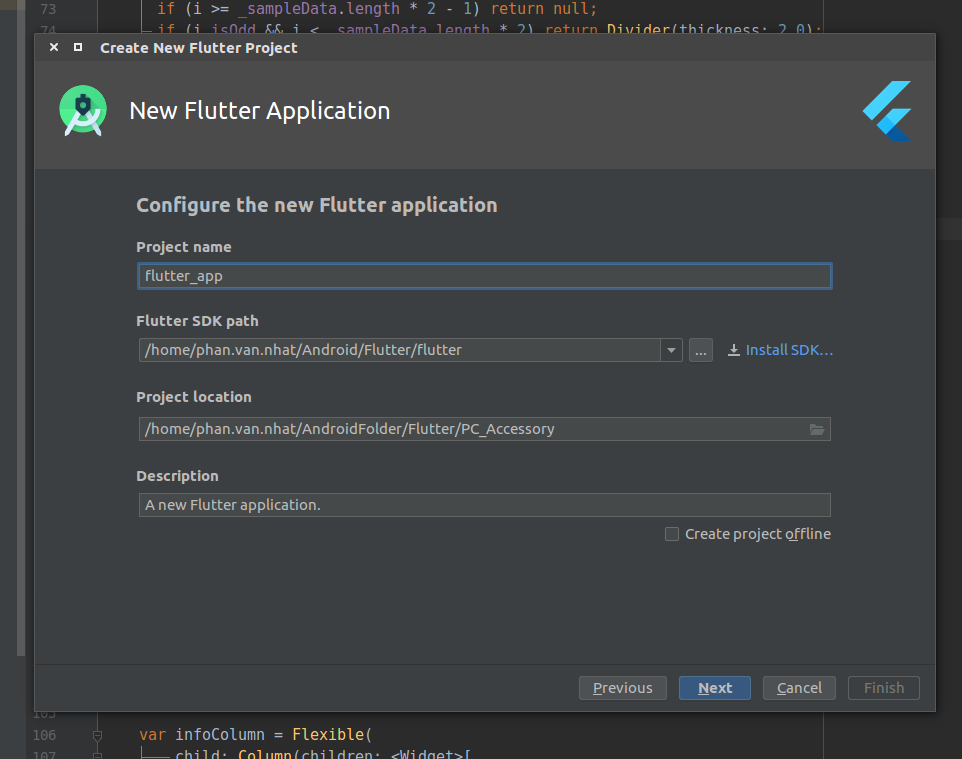 73 if (i >= _sampleData.length * 2 - 1) return null;
74 if (i.isOdd && i < _sampleData.length * 2) return Divider(thickness: 2.0);
Create New Flutter Project
New Flutter Application
Configure the new Flutter application
Project name
flutter_app
Flutter SDK path
/home/phan.van.nhat/Android/Flutter/flutter
... Install SDK...
Project location
/home/phan.van.nhat/AndroidFolder/Flutter/PC_Accessory
Description
A new Flutter application.
Create project offline
Previous Next Cancel Finish
105
106 var infoColumn = Flexible(
107 child: Column(children: <Widget>[